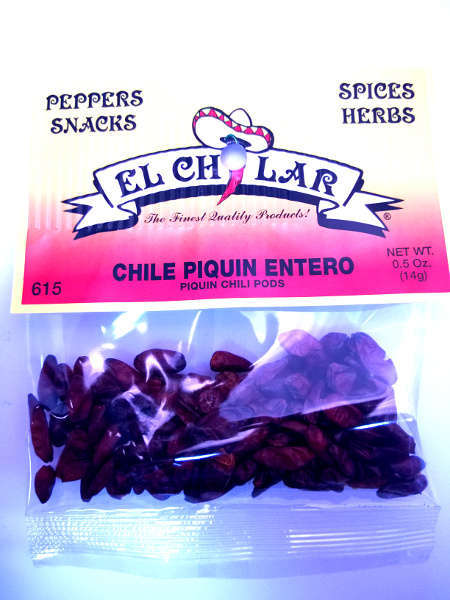 PEPPERS
SNACKS
SPICES
HERBS
EL CHILAR
The Finest Quality Products!
®
CHILE PIQUIN ENTERO
PIQUIN CHILI PODS
NET WT.
0.5 Oz.
(14g)
615